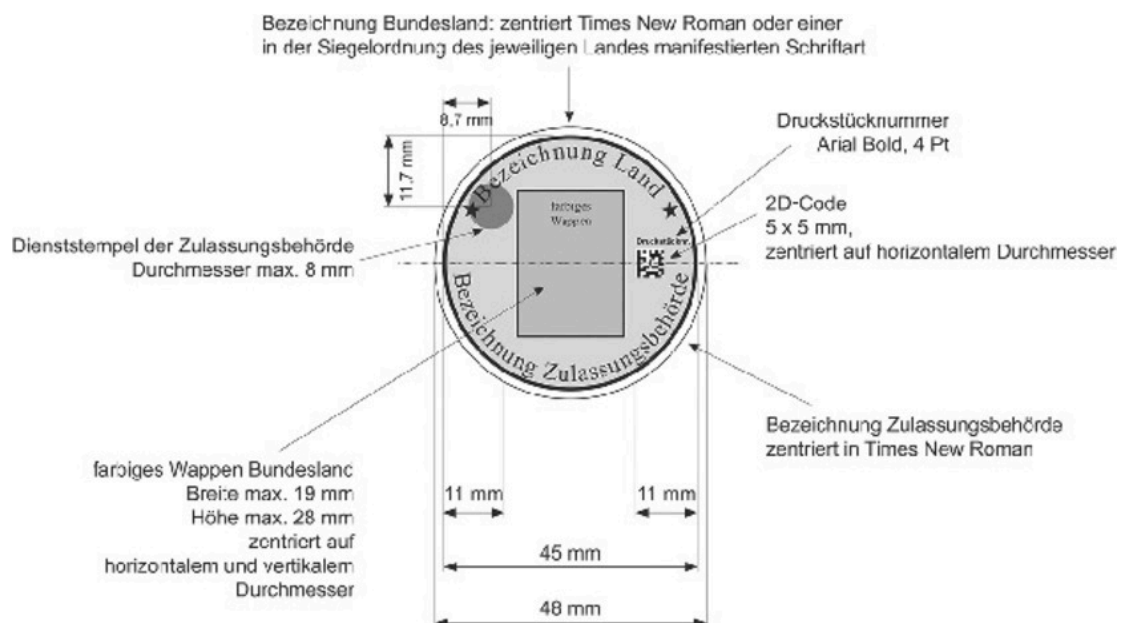 Bezeichnung Bundesland: zentriert Times New Roman oder einer
in der Siegelordnung des jeweiligen Landes manifestierten Schriftart
8,7 mm
11,7 mm
Druckstücknummer
Arial Bold, 4 Pt
2D-Code
5 x 5 mm,
zentriert auf horizontalem Durchmesser
Dienststempel der Zulassungsbehörde
Durchmesser max. 8 mm
Bezeichnung Land
farbiges
Wappen
Druckstücknr.
Bezeichnung Zulassungsbehörde
Bezeichnung Zulassungsbehörde
zentriert in Times New Roman
farbiges Wappen Bundesland
Breite max. 19 mm
Höhe max. 28 mm
zentriert auf
horizontalem und vertikalem
Durchmesser
11 mm
11 mm
45 mm
48 mm